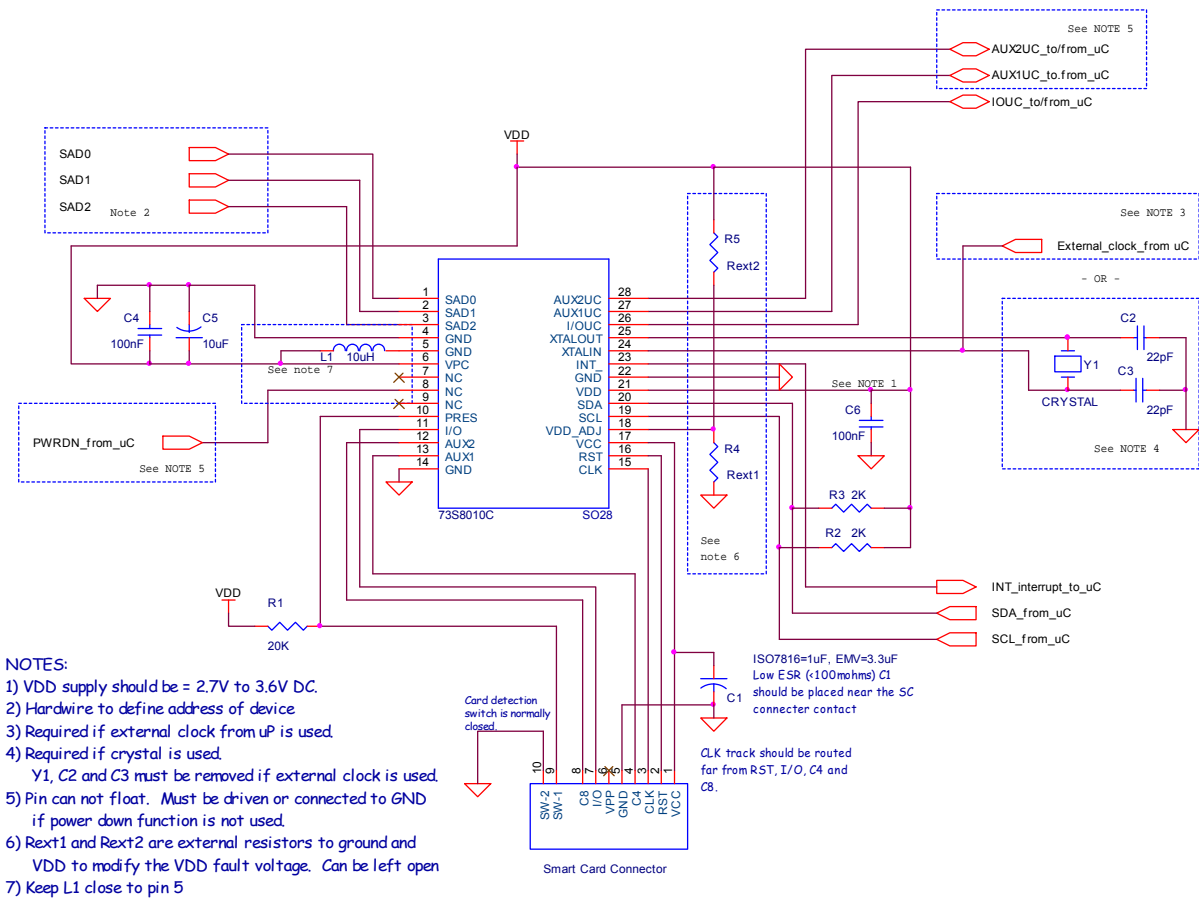 See NOTE 5
AUX2UC_to/from_uC
AUX1UC_to.from_uC
IOUC_to/from_uC
VDD
SAD0
SAD1
SAD2
Note 2
See NOTE 3
External_clock_from uC
- OR -
R5
Rext2
C4
100nF
C5
10uF
L1
10uH
See note 7
1
2
3
4
5
6
7
8
9
10
11
12
13
14
SAD0
SAD1
SAD2
GND
GND
VPC
NC
NC
NC
PRES
I/O
AUX2
AUX1
GND
AUX2UC
AUX1UC
I/OUC
XTALOUT
XTALIN
INT_
GND
VDD
SDA
SCL
VDD_ADJ
VCC
RST
CLK
28
27
26
25
24
23
22
21
20
19
18
17
16
15
73S8010C
SO28
C2
22pF
Y1
CRYSTAL
C3
22pF
See NOTE 4
See NOTE 1
C6
100nF
PWRDN_from_uC
See NOTE 5
R4
Rext1
See
note 6
R3 2K
R2 2K
INT_interrupt_to_uC
SDA_from_uC
SCL_from_uC
VDD
R1
20K
ISO7816=1uF, EMV=3.3uF
Low ESR (<100mohms) C1
should be placed near the SC
connecter contact
C1
CLK track should be routed
far from RST, I/O, C4 and
C8.
Card detection
switch is normally
closed.
10
9
8
7
6
5
4
3
2
1
SW-2
SW-1
C8
I/O
VPP
GND
C4
CLK
RST
VCC
Smart Card Connector
NOTES:
1) VDD supply should be = 2.7V to 3.6V DC.
2) Hardwire to define address of device
3) Required if external clock from uP is used.
4) Required if crystal is used.
Y1, C2 and C3 must be removed if external clock is used.
5) Pin can not float. Must be driven or connected to GND
if power down function is not used.
6) Rext1 and Rext2 are external resistors to ground and
VDD to modify the VDD fault voltage. Can be left open
7) Keep L1 close to pin 5